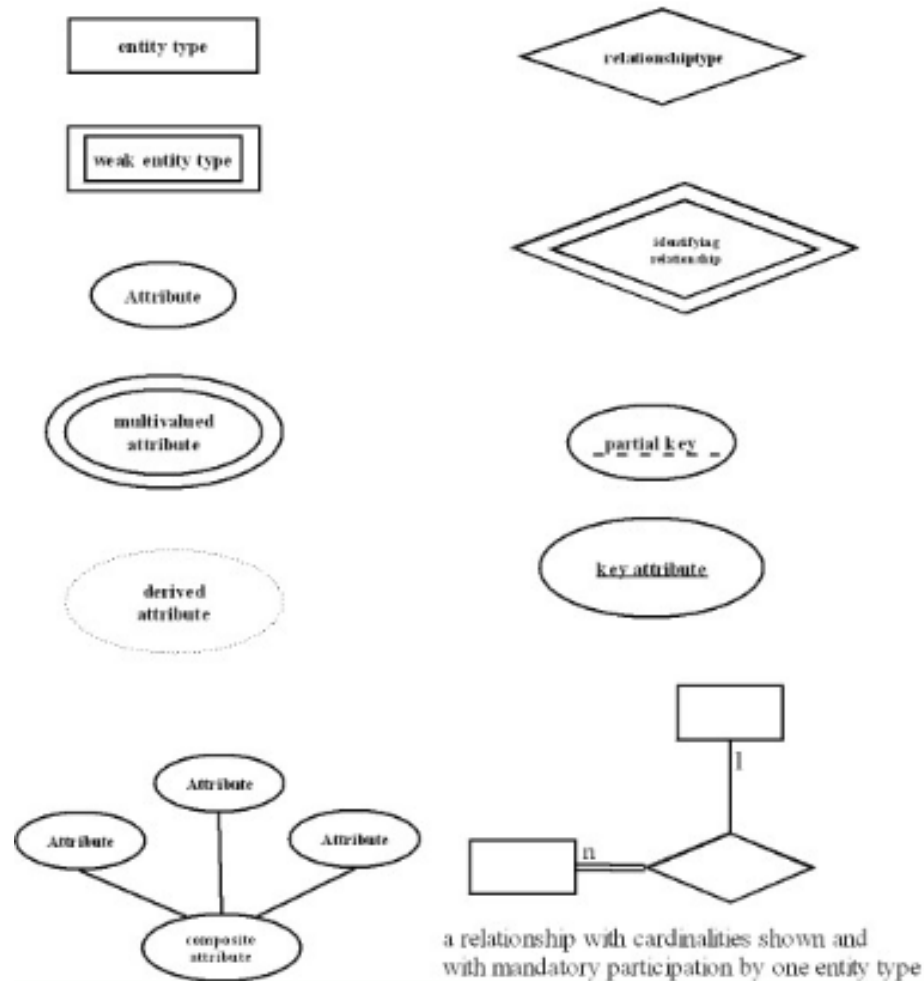 entity type
relationshiptype
weak entity type
identifying
relationship
Attribute
multivalued
attribute
partial key
key attribute
derived
attribute
Attribute
Attribute
Attribute
composite
attribute
1
n
a relationship with cardinalities shown and
with mandatory participation by one entity type